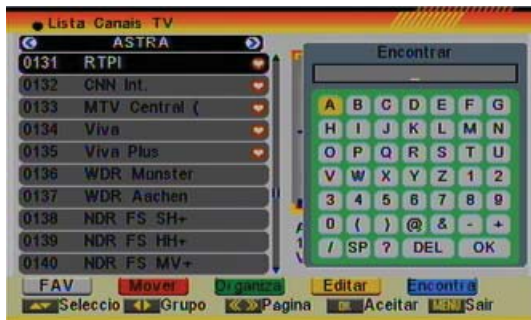 Lista Canais TV
ASTRA
0131 RTPI
0132 CNN Int.
0133 MTV Central (
0134 Viva
0135 Viva Plus
0136 WDR Munster
0137 WDR Aachen
0138 NDR FS SH+
0139 NDR FS HH+
0140 NDR FS MV+
Encontrar
_
A B C D E F G
H I J K L M N
O P Q R S T U
V W X Y Z 1 2
3 4 5 6 7 8 9
0 ( ) @ & - +
/ SP ? DEL OK
FAV Mover Organiza Editar Encontra
Seleccio Grupo Pagina OK Aceitar MENU Sair